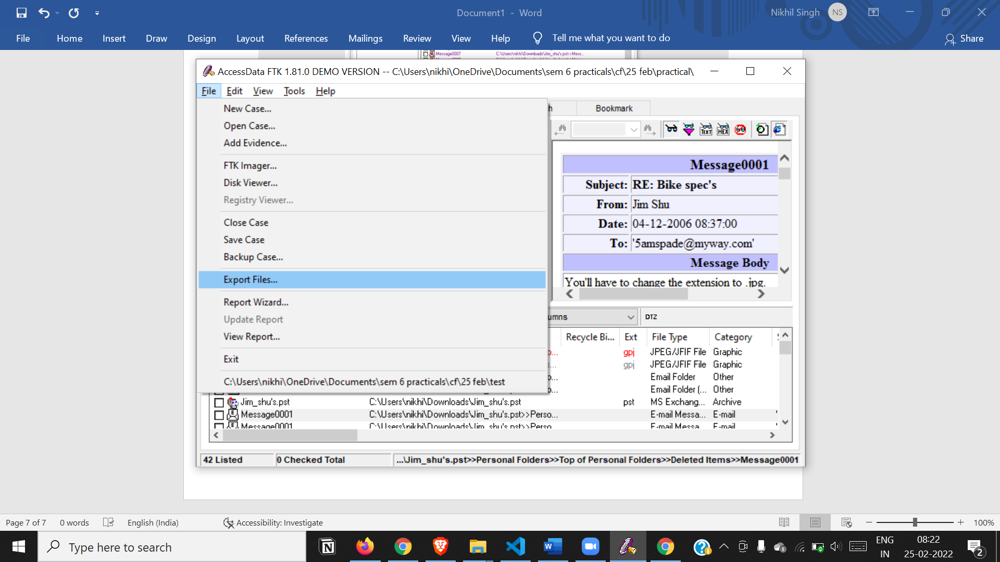 Document1 - Word
Nikhil Singh NS
File Home Insert Draw Design Layout References Mailings Review View Help Tell me what you want to do Share
Message0007 C:\Users\nikhi\Downloads\Jim_shu's.pst>>Mess...
AccessData FTK 1.81.0 DEMO VERSION -- C:\Users\nikhi\OneDrive\Documents\sem 6 practicals\cf\25 feb\practical\
File Edit View Tools Help
New Case...
Open Case...
Add Evidence...
FTK Imager...
Disk Viewer...
Registry Viewer...
Close Case
Save Case
Backup Case...
Export Files...
Report Wizard...
Update Report
View Report...
Exit
C:\Users\nikhi\OneDrive\Documents\sem 6 practicals\cf\25 feb\test
h Bookmark
TEXT HEX
Message0001
Subject: RE: Bike spec's
From: Jim Shu
Date: 04-12-2006 08:37:00
To: '5amspade@myway.com'
Message Body
You'll have to change the extension to .jpg.
umns DTZ
Recycle Bi... Ext File Type Category
o... gpj JPEG/JFIF File Graphic
s... gpj JPEG/JFIF File Graphic
o... Email Folder Other
o... Email Folder (... Other
Jim_shu's.pst C:\Users\nikhi\Downloads\Jim_shu's.pst pst MS Exchang... Archive
Message0001 C:\Users\nikhi\Downloads\Jim_shu's.pst>>Perso... E-mail Messa... E-mail
Message0001 C:\Users\nikhi\Downloads\Jim_shu's.pst>>Perso E-mail Messa E-mail
42 Listed 0 Checked Total ...\Jim_shu's.pst>>Personal Folders>>Top of Personal Folders>>Deleted Items>>Message0001
Page 7 of 7 0 words English (India) Accessibility: Investigate 100%
Type here to search
ENG
IN
08:22
25-02-2022
2